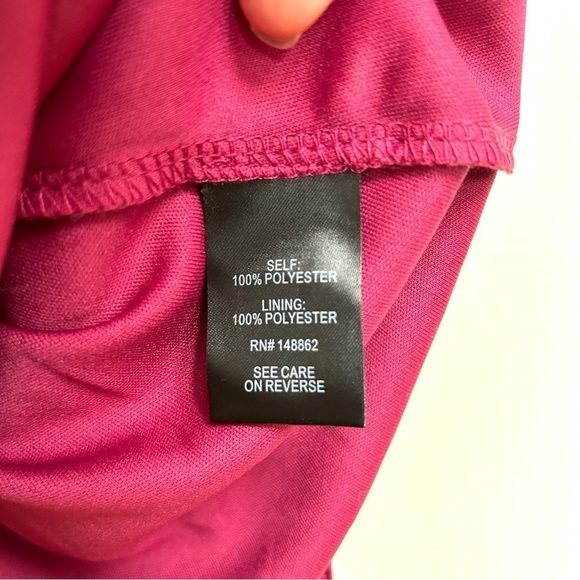 SELF:
100% POLYESTER
LINING:
100% POLYESTER
RN# 148862
SEE CARE
ON REVERSE